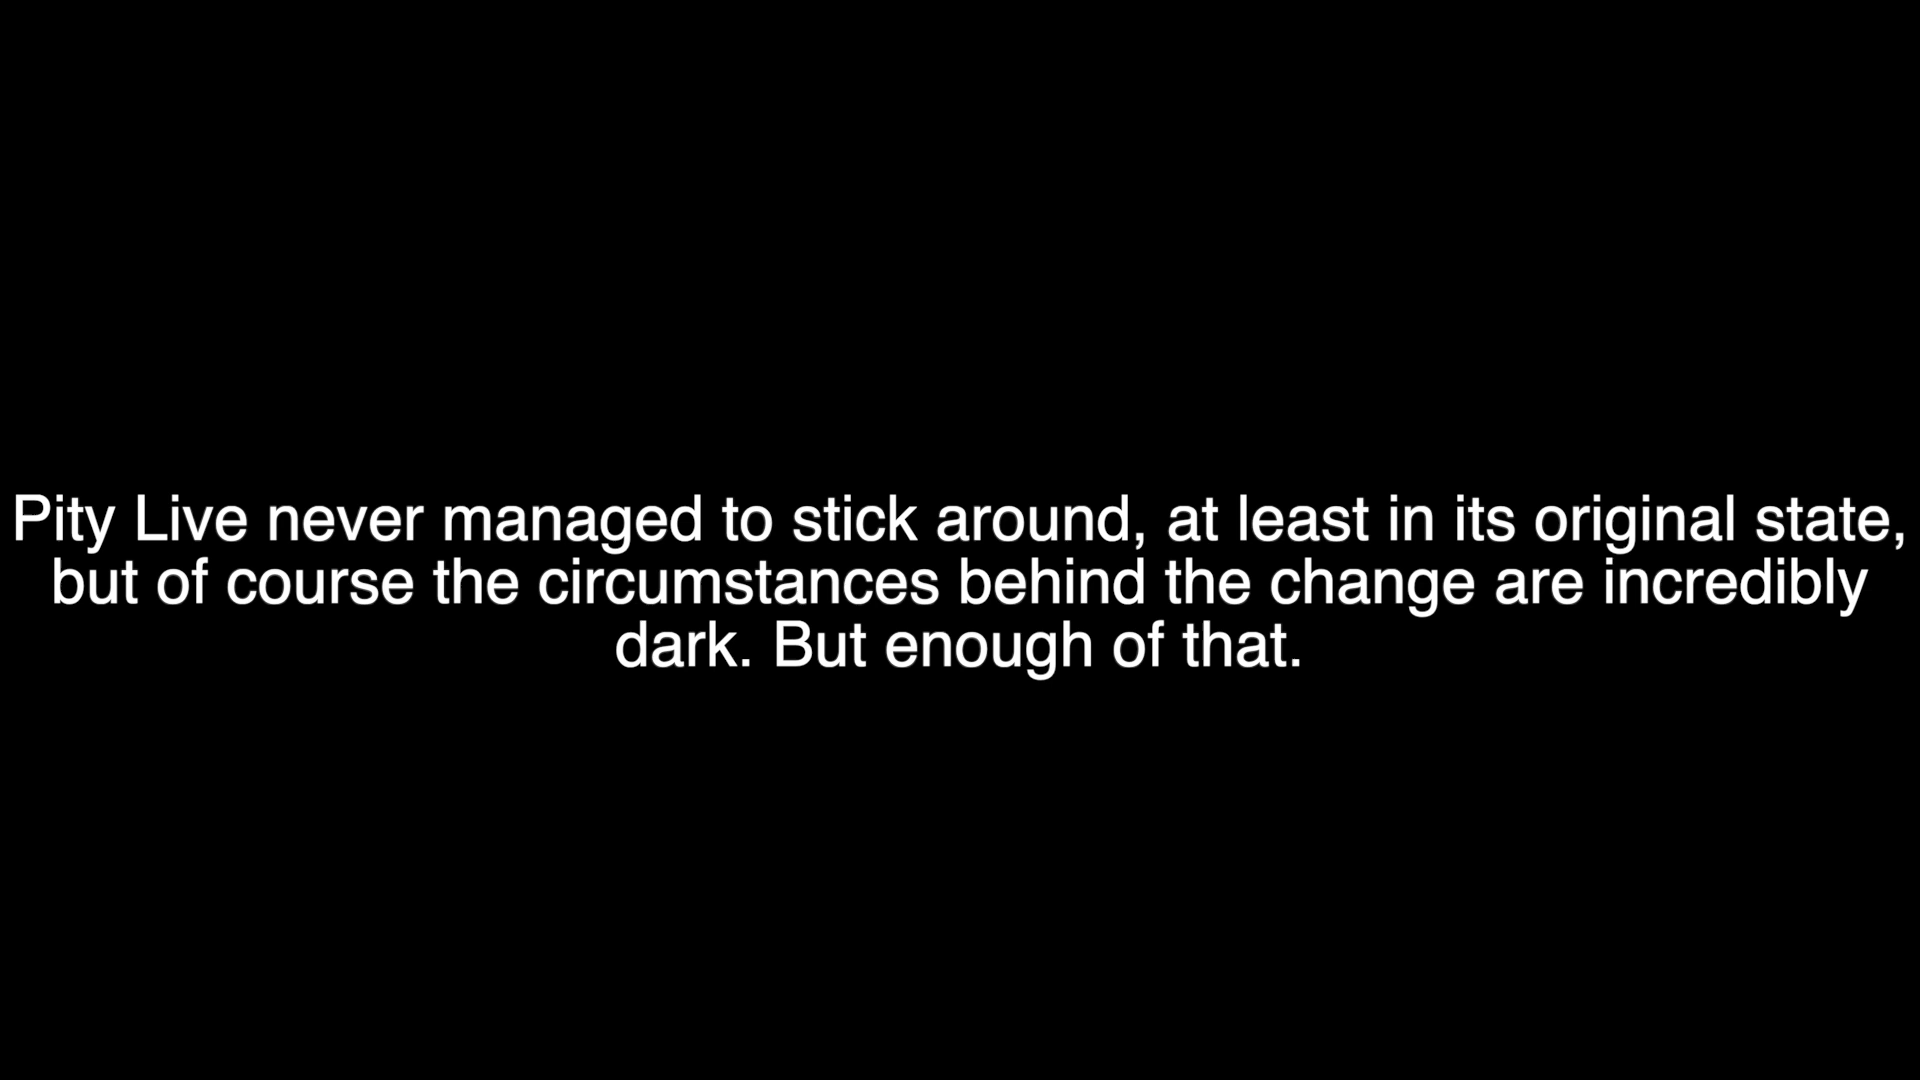 Pity Live never managed to stick around, at least in its original state,
but of course the circumstances behind the change are incredibly
dark. But enough of that.